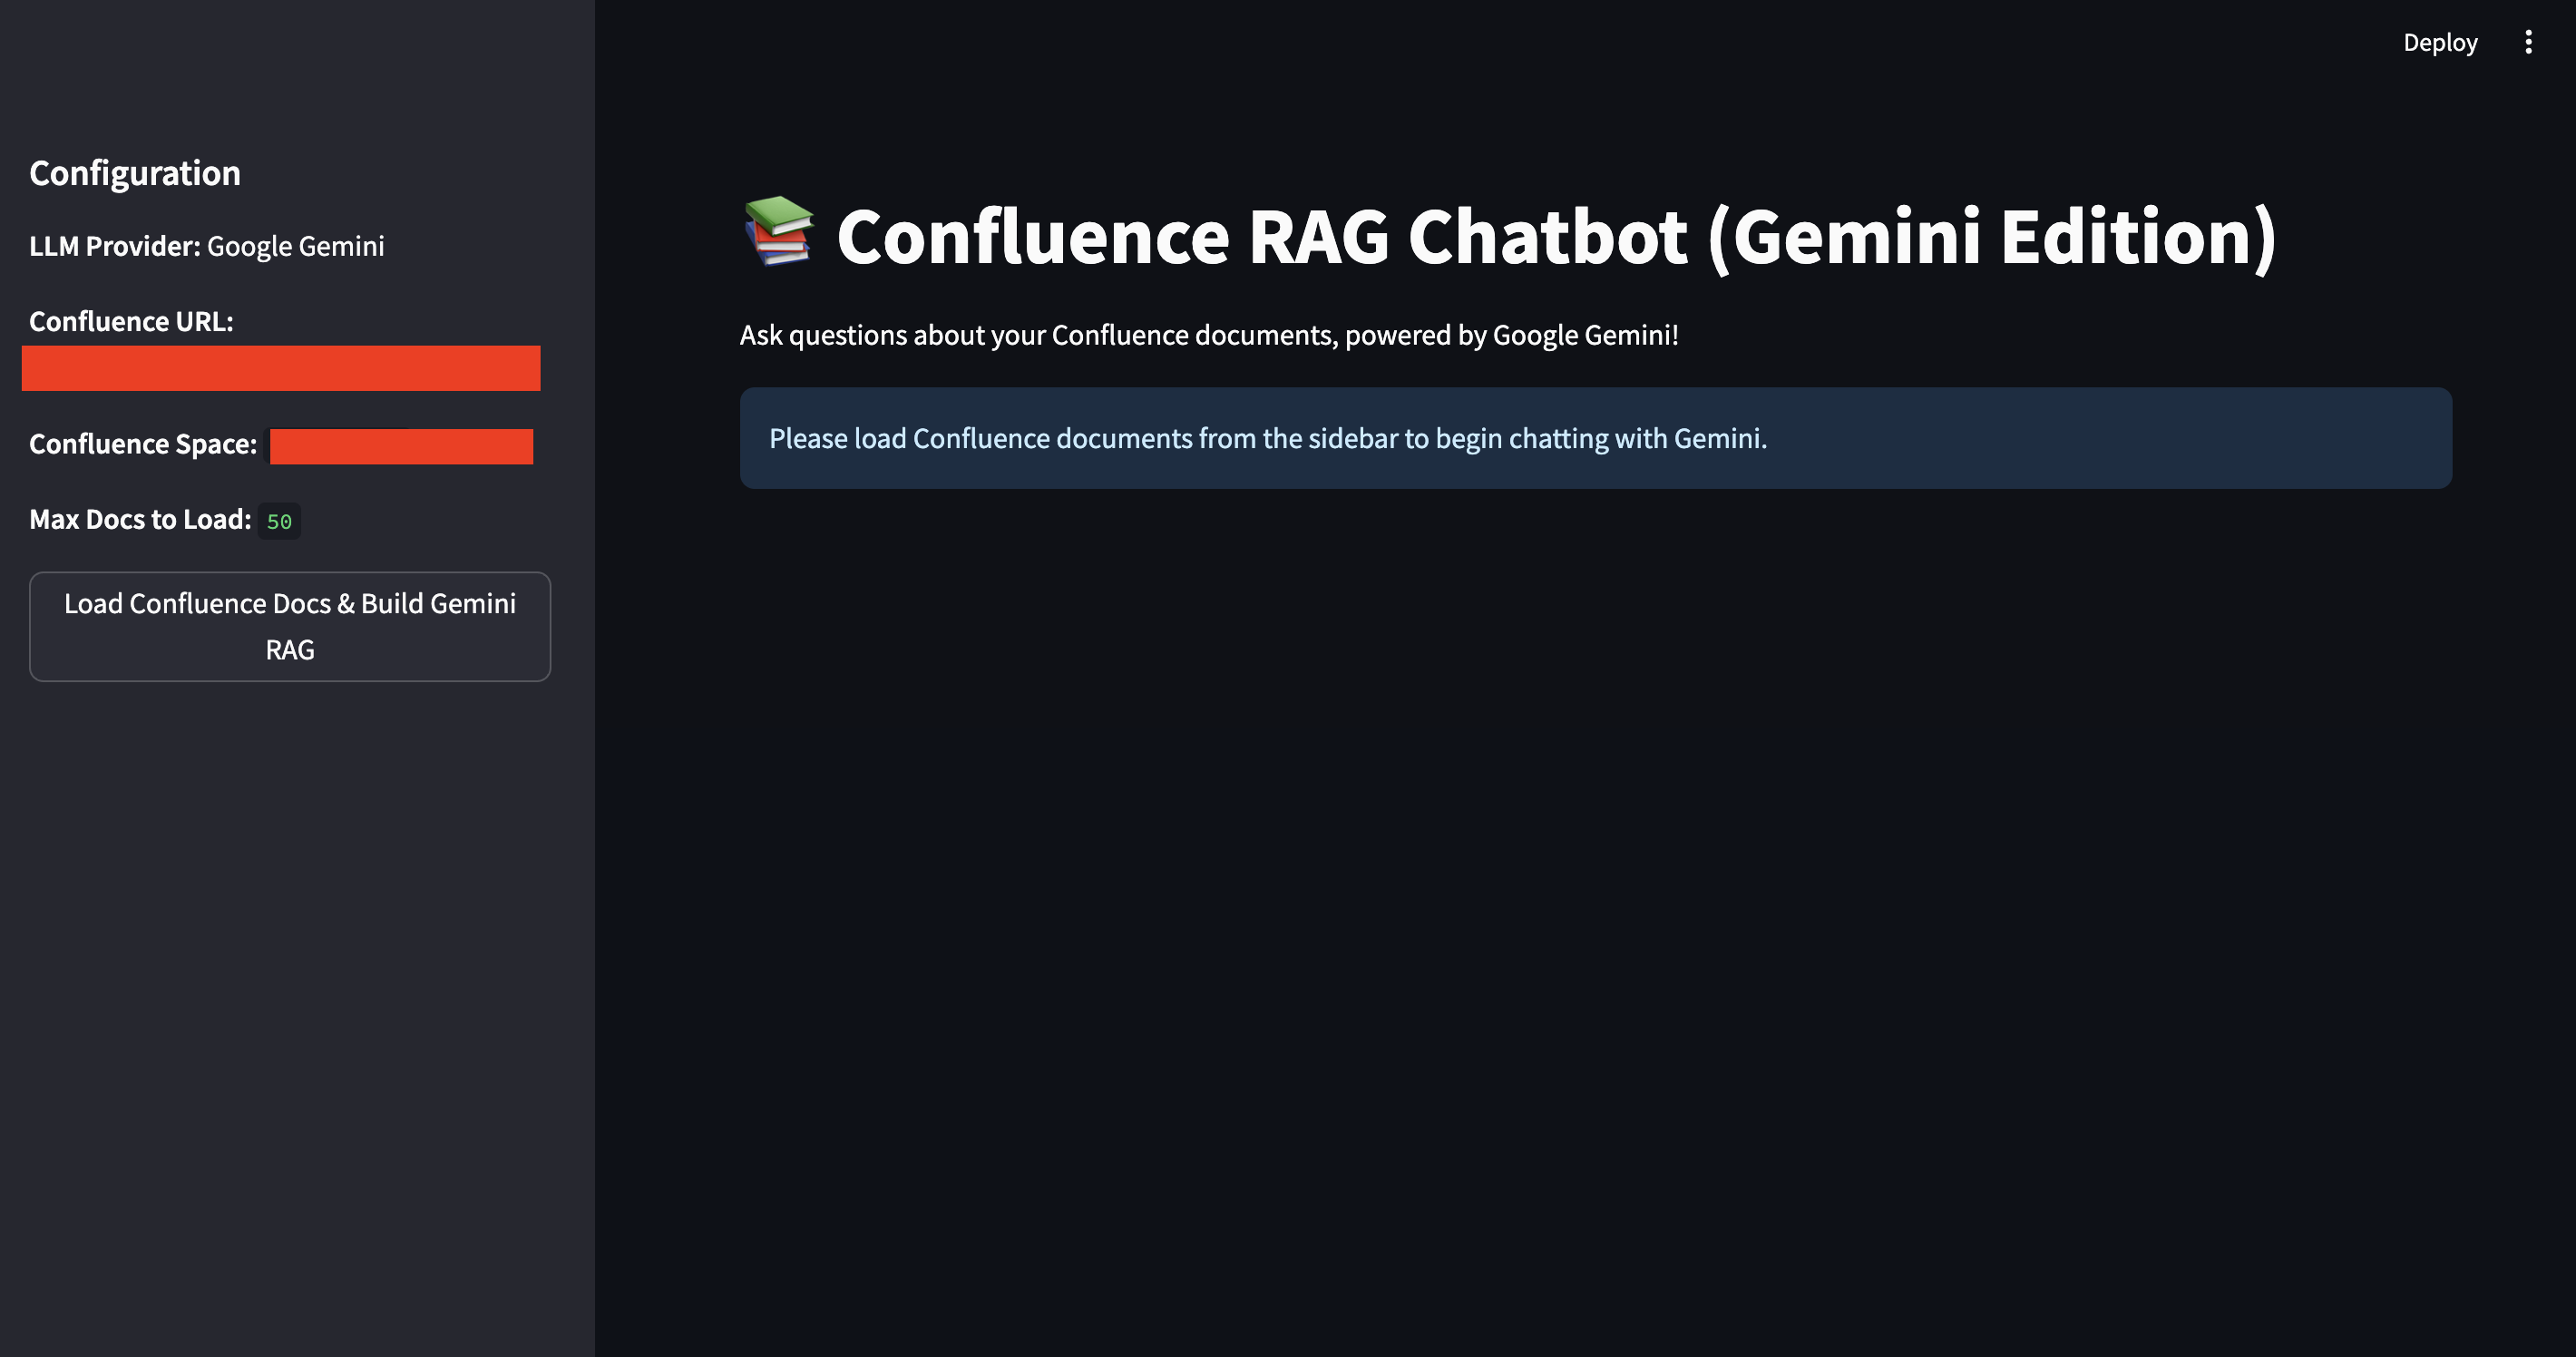 Deploy
Configuration
LLM Provider: Google Gemini
Confluence URL:
Confluence Space:
Max Docs to Load: 50
Load Confluence Docs & Build Gemini
RAG
📚 Confluence RAG Chatbot (Gemini Edition)
Ask questions about your Confluence documents, powered by Google Gemini!
Please load Confluence documents from the sidebar to begin chatting with Gemini.